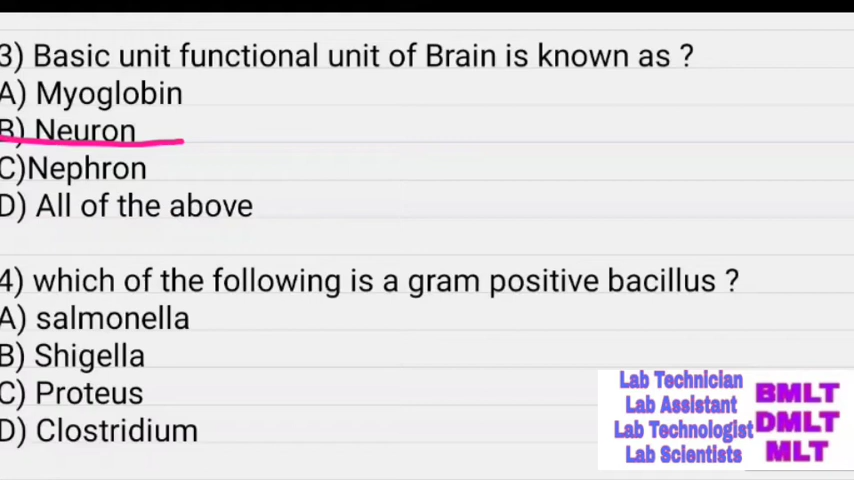 3) Basic unit functional unit of Brain is known as ?
A) Myoglobin
B) Neuron
C)Nephron
D) All of the above
4) which of the following is a gram positive bacillus ?
A) salmonella
B) Shigella
C) Proteus
D) Clostridium
Lab Technician
Lab Assistant
Lab Technologist
Lab Scientists
BMLT
DMLT
MLT